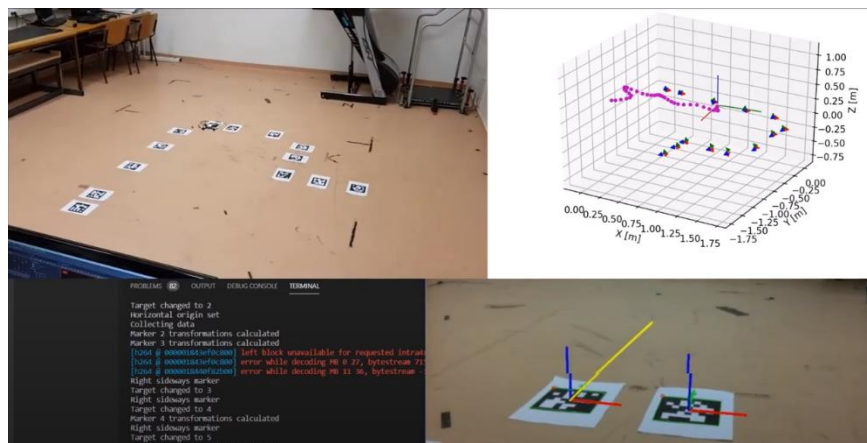 1.00
0.75
0.50
0.25
0.00
−0.25
−0.50
−0.75
Z [m]
0.00
−0.25
−0.50
−0.75
−1.00
−1.25
−1.50
−1.75
Y [m]
0.00 0.25 0.50 0.75 1.00 1.25 1.50 1.75
X [m]
PROBLEMS 82 OUTPUT DEBUG CONSOLE TERMINAL
Target changed to 2
Horizontal origin set
Collecting data
Marker 2 transformations calculated
Marker 3 transformations calculated
left block unavailable for requested
error while decoding MB 0 27, bytestream
error while decoding MB 11 36, bytestream
Right sideways marker
Target changed to 3
Right sideways marker
Target changed to 4
Marker 4 transformations calculated
Right sideways marker
Target changed to 5